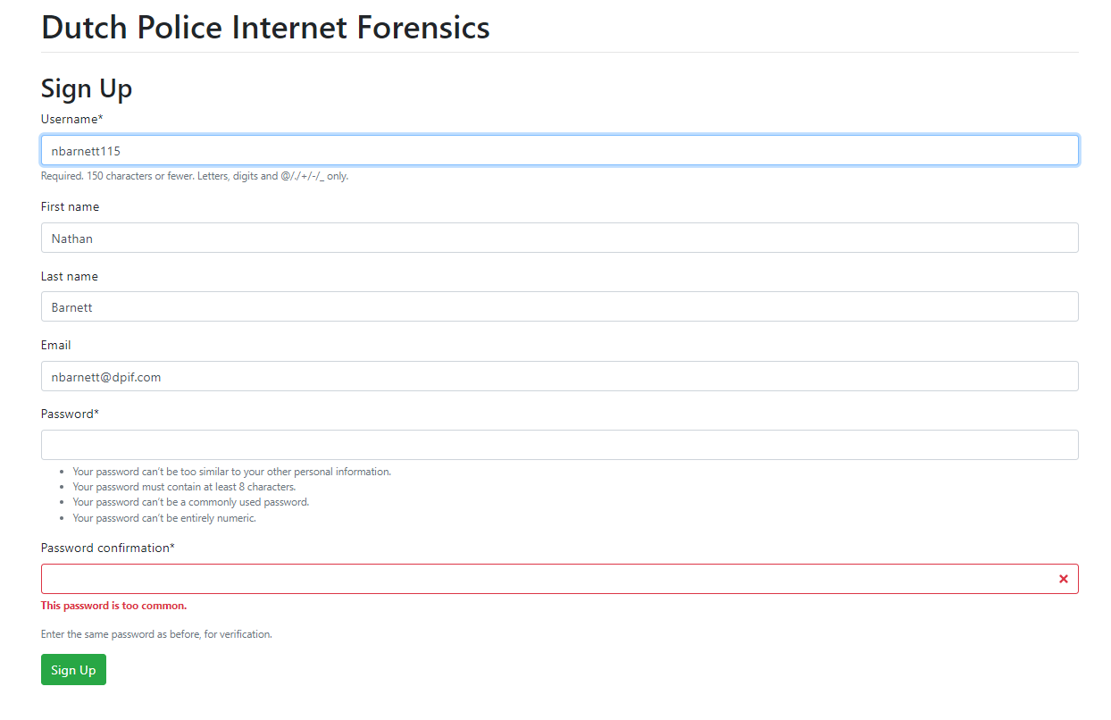 Dutch Police Internet Forensics
Sign Up
Username*
nbarnett115
Required. 150 characters or fewer. Letters, digits and @/./+/-/_ only.
First name
Nathan
Last name
Barnett
Email
nbarnett@dpif.com
Password*
Your password can't be too similar to your other personal information.
Your password must contain at least 8 characters.
Your password can't be a commonly used password.
Your password can't be entirely numeric.
Password confirmation*
This password is too common.
Enter the same password as before, for verification.
Sign Up